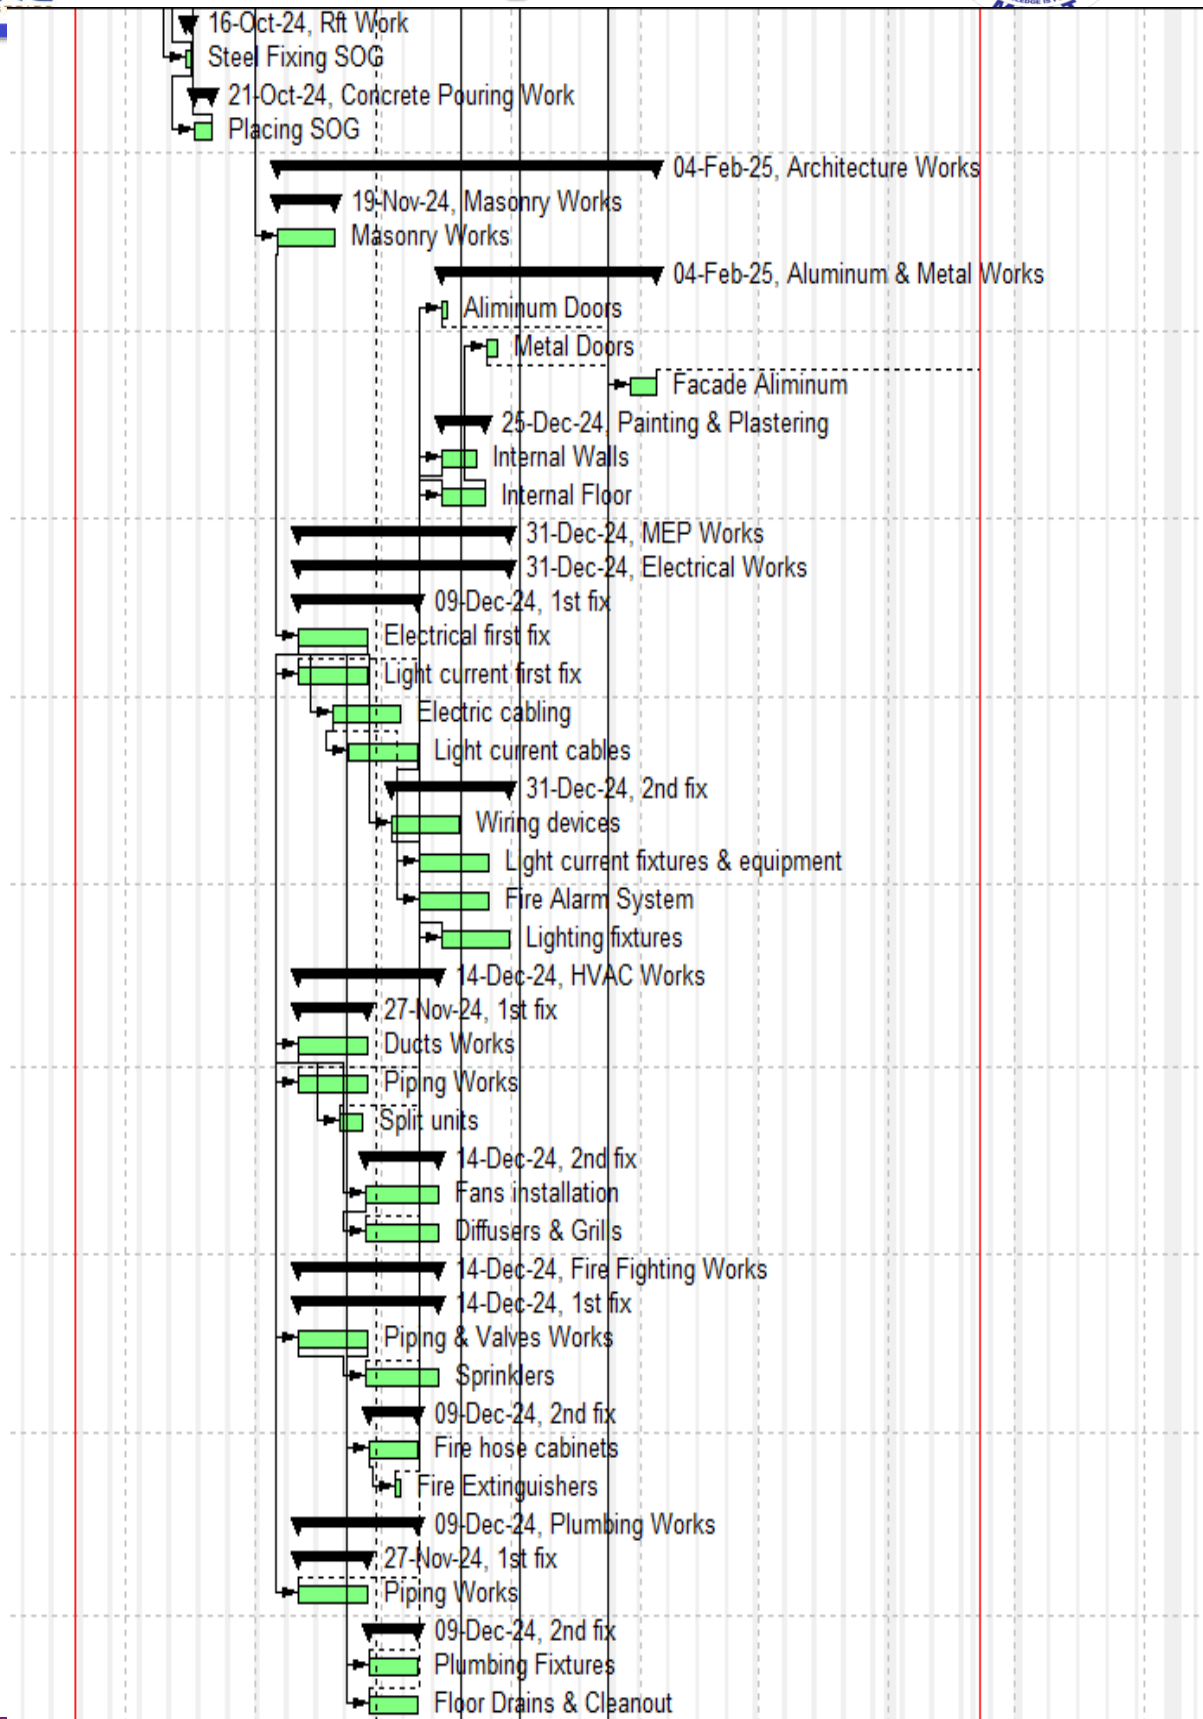 16-Oct-24, Rft Work
Steel Fixing SOG
21-Oct-24, Concrete Pouring Work
Placing SOG
04-Feb-25, Architecture Works
19-Nov-24, Masonry Works
Masonry Works
04-Feb-25, Aluminum & Metal Works
Aliminum Doors
Metal Doors
Facade Aliminum
25-Dec-24, Painting & Plastering
Internal Walls
Internal Floor
31-Dec-24, MEP Works
31-Dec-24, Electrical Works
09-Dec-24, 1st fix
Electrical first fix
Light current first fix
Electric cabling
Light current cables
31-Dec-24, 2nd fix
Wiring devices
Light current fixtures & equipment
Fire Alarm System
Lighting fixtures
14-Dec-24, HVAC Works
27-Nov-24, 1st fix
Ducts Works
Piping Works
Split units
14-Dec-24, 2nd fix
Fans installation
Diffusers & Grills
14-Dec-24, Fire Fighting Works
14-Dec-24, 1st fix
Piping & Valves Works
Sprinklers
09-Dec-24, 2nd fix
Fire hose cabinets
Fire Extinguishers
09-Dec-24, Plumbing Works
27-Nov-24, 1st fix
Piping Works
09-Dec-24, 2nd fix
Plumbing Fixtures
Floor Drains & Cleanout